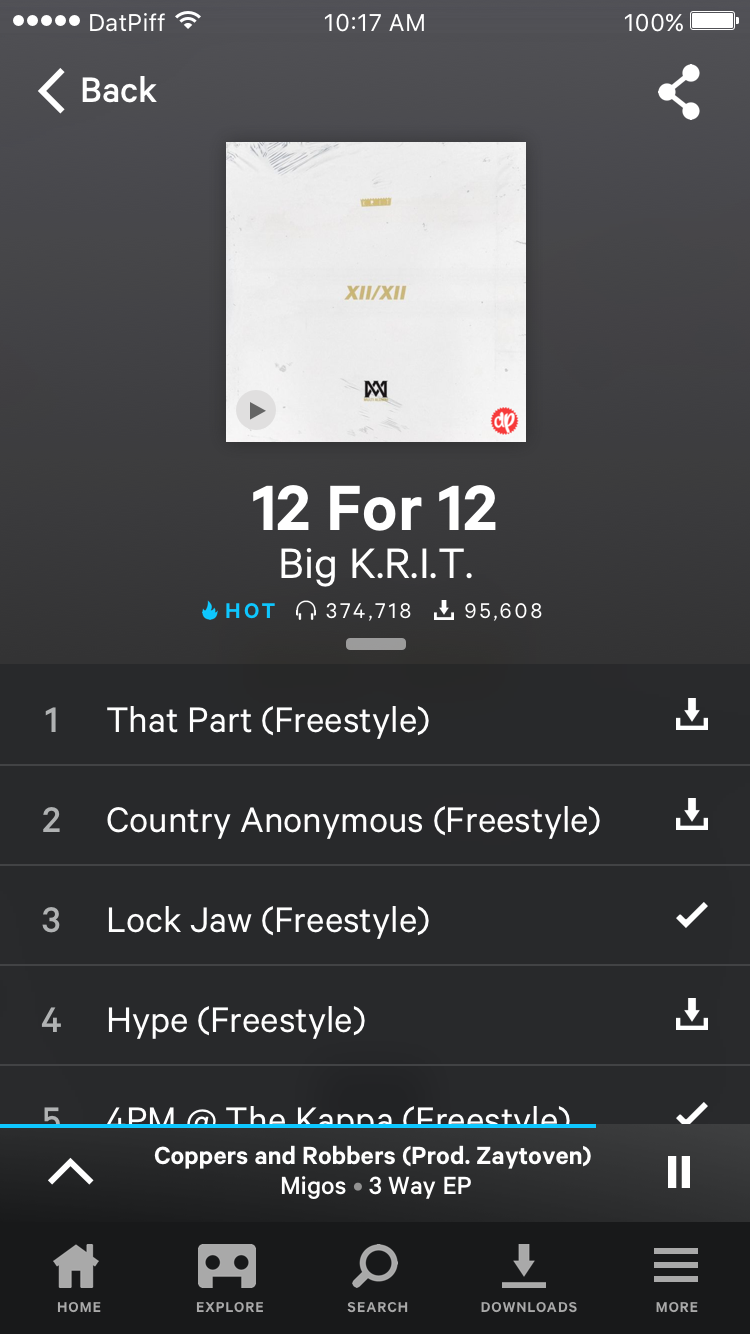 DatPiff 10:17 AM 100%
Back
XII/XII
dp
12 For 12
Big K.R.I.T.
HOT 374,718 95,608
1 That Part (Freestyle)
2 Country Anonymous (Freestyle)
3 Lock Jaw (Freestyle)
4 Hype (Freestyle)
5 4PM @ The Kappa (Freestyle)
Coppers and Robbers (Prod. Zaytoven)
Migos • 3 Way EP
HOME EXPLORE SEARCH DOWNLOADS MORE